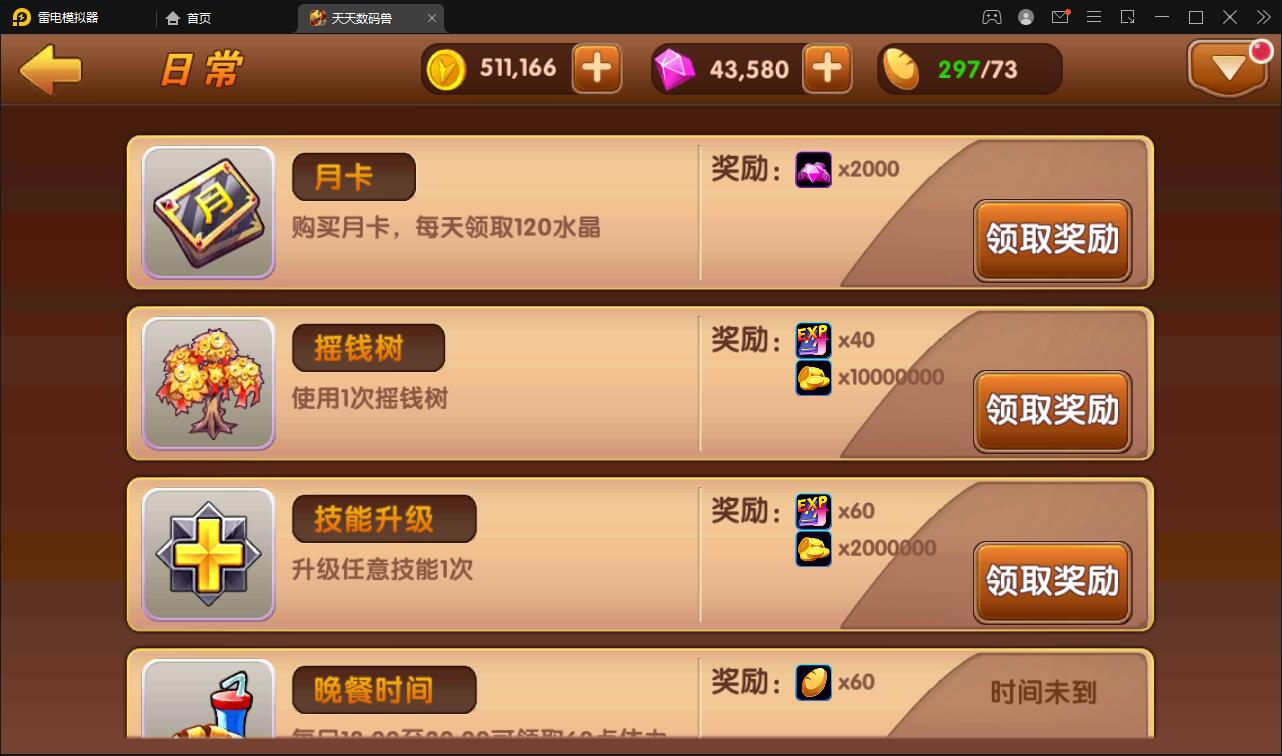 雷电模拟器
首页
天天数码兽
日常
511,166
43,580
297/73
月卡
购买月卡，每天领取120水晶
奖励：
x2000
领取奖励
月
摇钱树
使用1次摇钱树
奖励：
EXP
x40
x10000000
领取奖励
技能升级
升级任意技能1次
奖励：
EXP
x60
x2000000
领取奖励
晚餐时间
奖励：
x60
时间未到